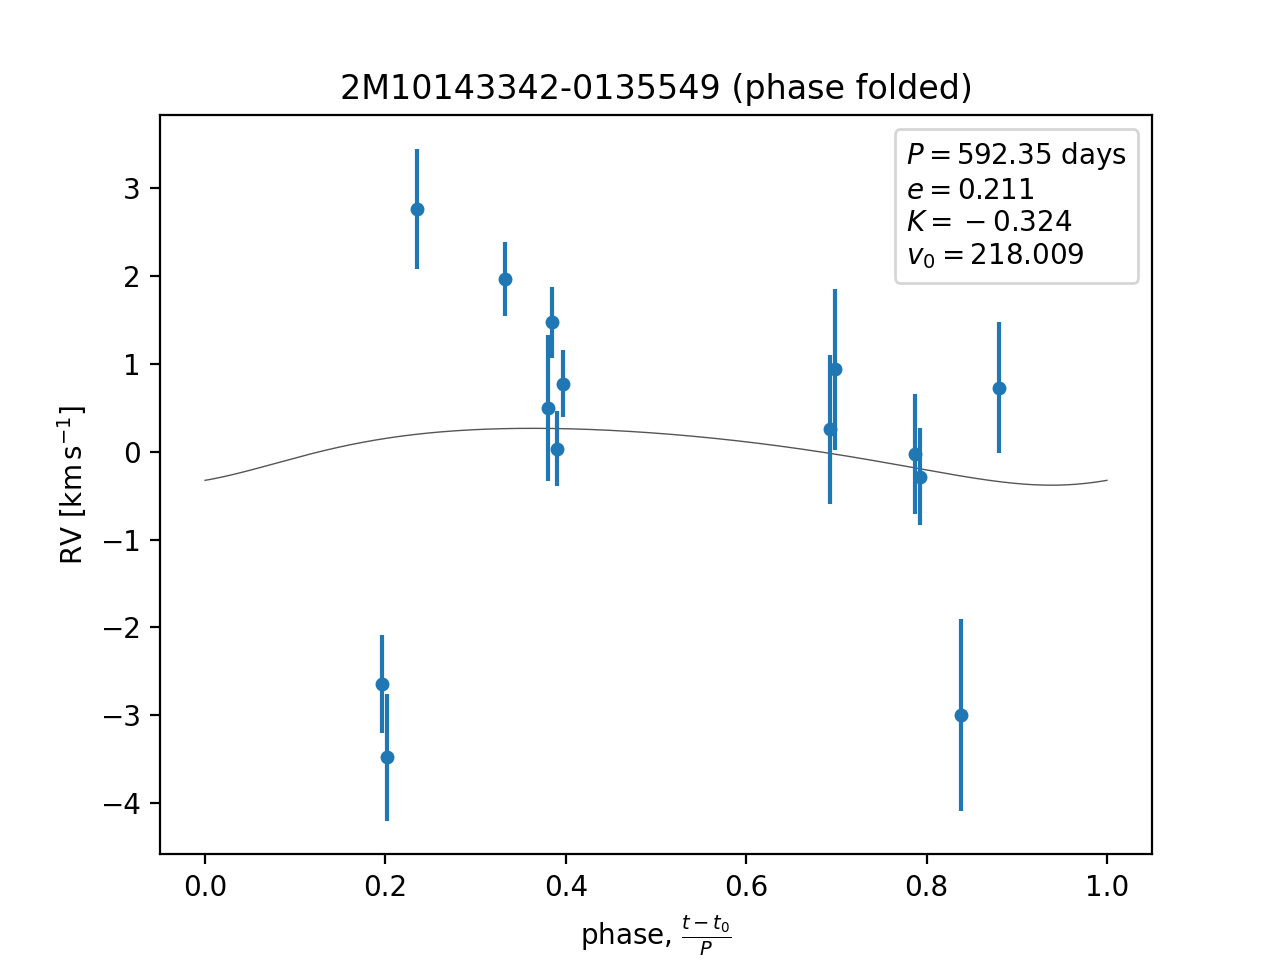 2M10143342-0135549 (phase folded)
P = 592.35 days
e = 0.211
K = −0.324
v₀ = 218.009
RV [km s⁻¹]
3
2
1
0
−1
−2
−3
−4
0.0 0.2 0.4 0.6 0.8 1.0
phase, (t − t₀)/P